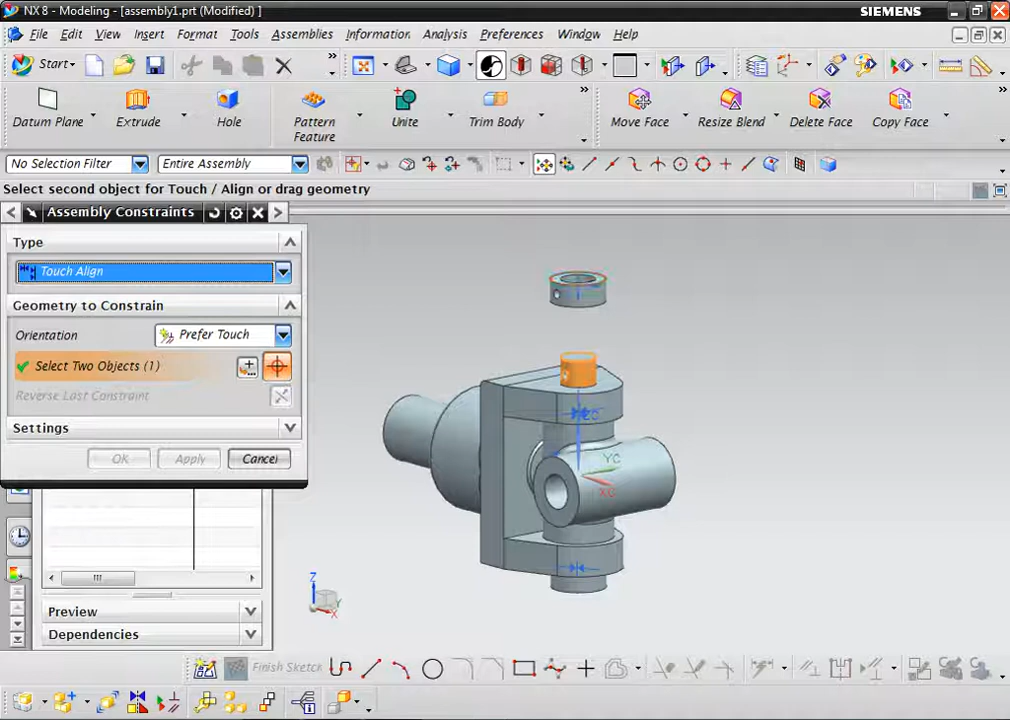 NX 8 - Modeling - [assembly1.prt (Modified) ]
SIEMENS
File Edit View Insert Format Tools Assemblies Information Analysis Preferences Window Help
Start
Datum Plane Extrude Hole Pattern Feature Unite Trim Body Move Face Resize Blend Delete Face Copy Face
No Selection Filter Entire Assembly
Select second object for Touch / Align or drag geometry
Assembly Constraints
Type
Touch Align
Geometry to Constrain
Orientation Prefer Touch
Select Two Objects (1)
Reverse Last Constraint
Settings
OK Apply Cancel
YC
XC
Z
Y
X
Preview
Dependencies
Finish Sketch